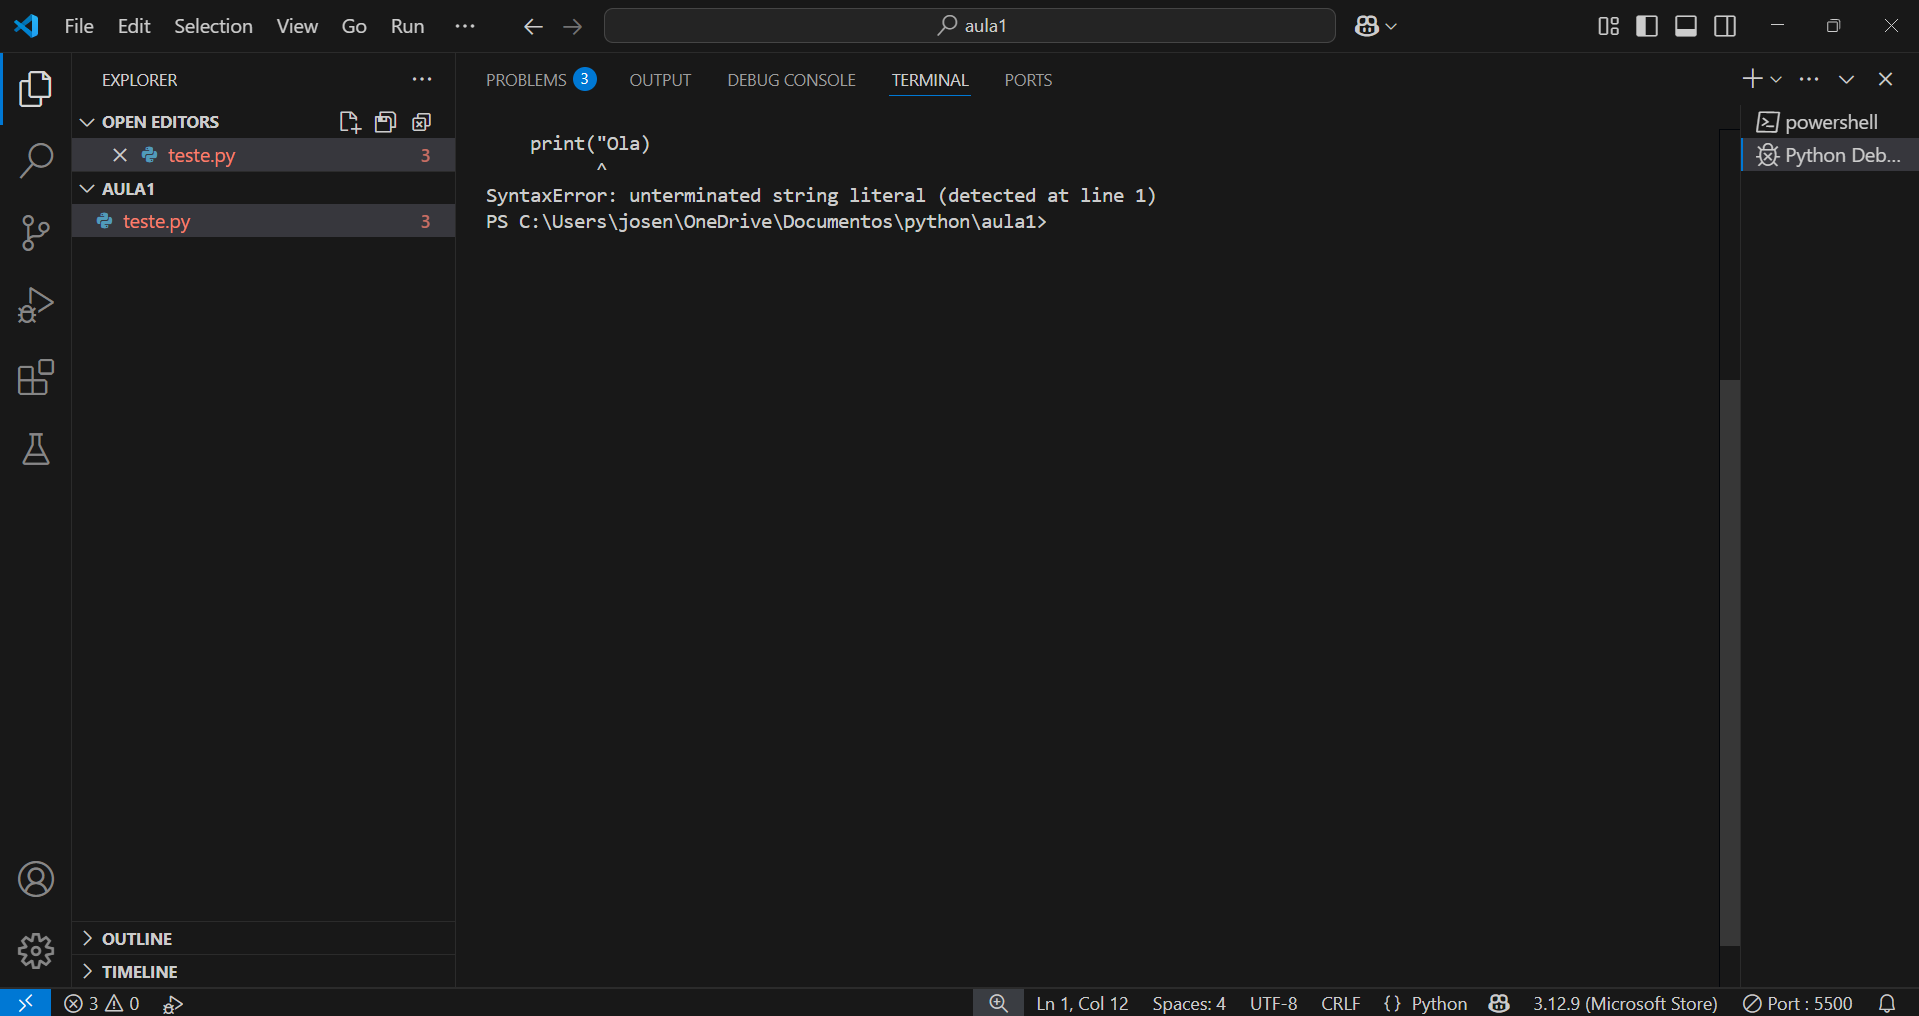 File Edit Selection View Go Run ··· aula1
EXPLORER ···
OPEN EDITORS
teste.py 3
AULA1
teste.py 3
OUTLINE
TIMELINE
PROBLEMS 3 OUTPUT DEBUG CONSOLE TERMINAL PORTS
print("Ola)
^
SyntaxError: unterminated string literal (detected at line 1)
PS C:\Users\josen\OneDrive\Documentos\python\aula1>
powershell
Python Deb...
3 0 Ln 1, Col 12 Spaces: 4 UTF-8 CRLF {} Python 3.12.9 (Microsoft Store) Port : 5500